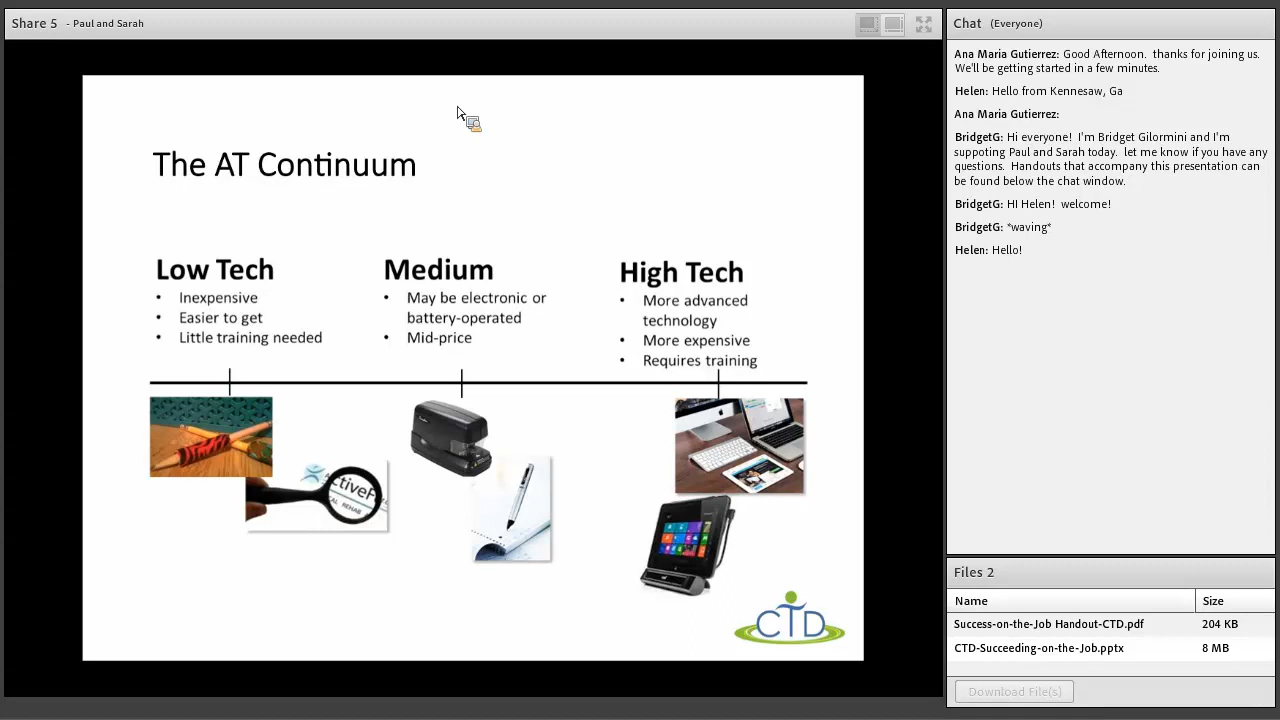 Share 5 - Paul and Sarah
The AT Continuum
Low Tech
• Inexpensive
• Easier to get
• Little training needed
Medium
• May be electronic or
battery-operated
• Mid-price
High Tech
• More advanced
technology
• More expensive
• Requires training
CTD
Chat (Everyone)
Ana Maria Gutierrez: Good Afternoon. thanks for joining us.
We'll be getting started in a few minutes.
Helen: Hello from Kennesaw, Ga
Ana Maria Gutierrez:
BridgetG: Hi everyone! I'm Bridget Gilormini and I'm
suppoting Paul and Sarah today. let me know if you have any
questions. Handouts that accompany this presentation can
be found below the chat window.
BridgetG: HI Helen! welcome!
BridgetG: *waving*
Helen: Hello!
Files 2
Name Size
Success-on-the-Job Handout-CTD.pdf 204 KB
CTD-Succeeding-on-the-Job.pptx 8 MB
Download File(s)